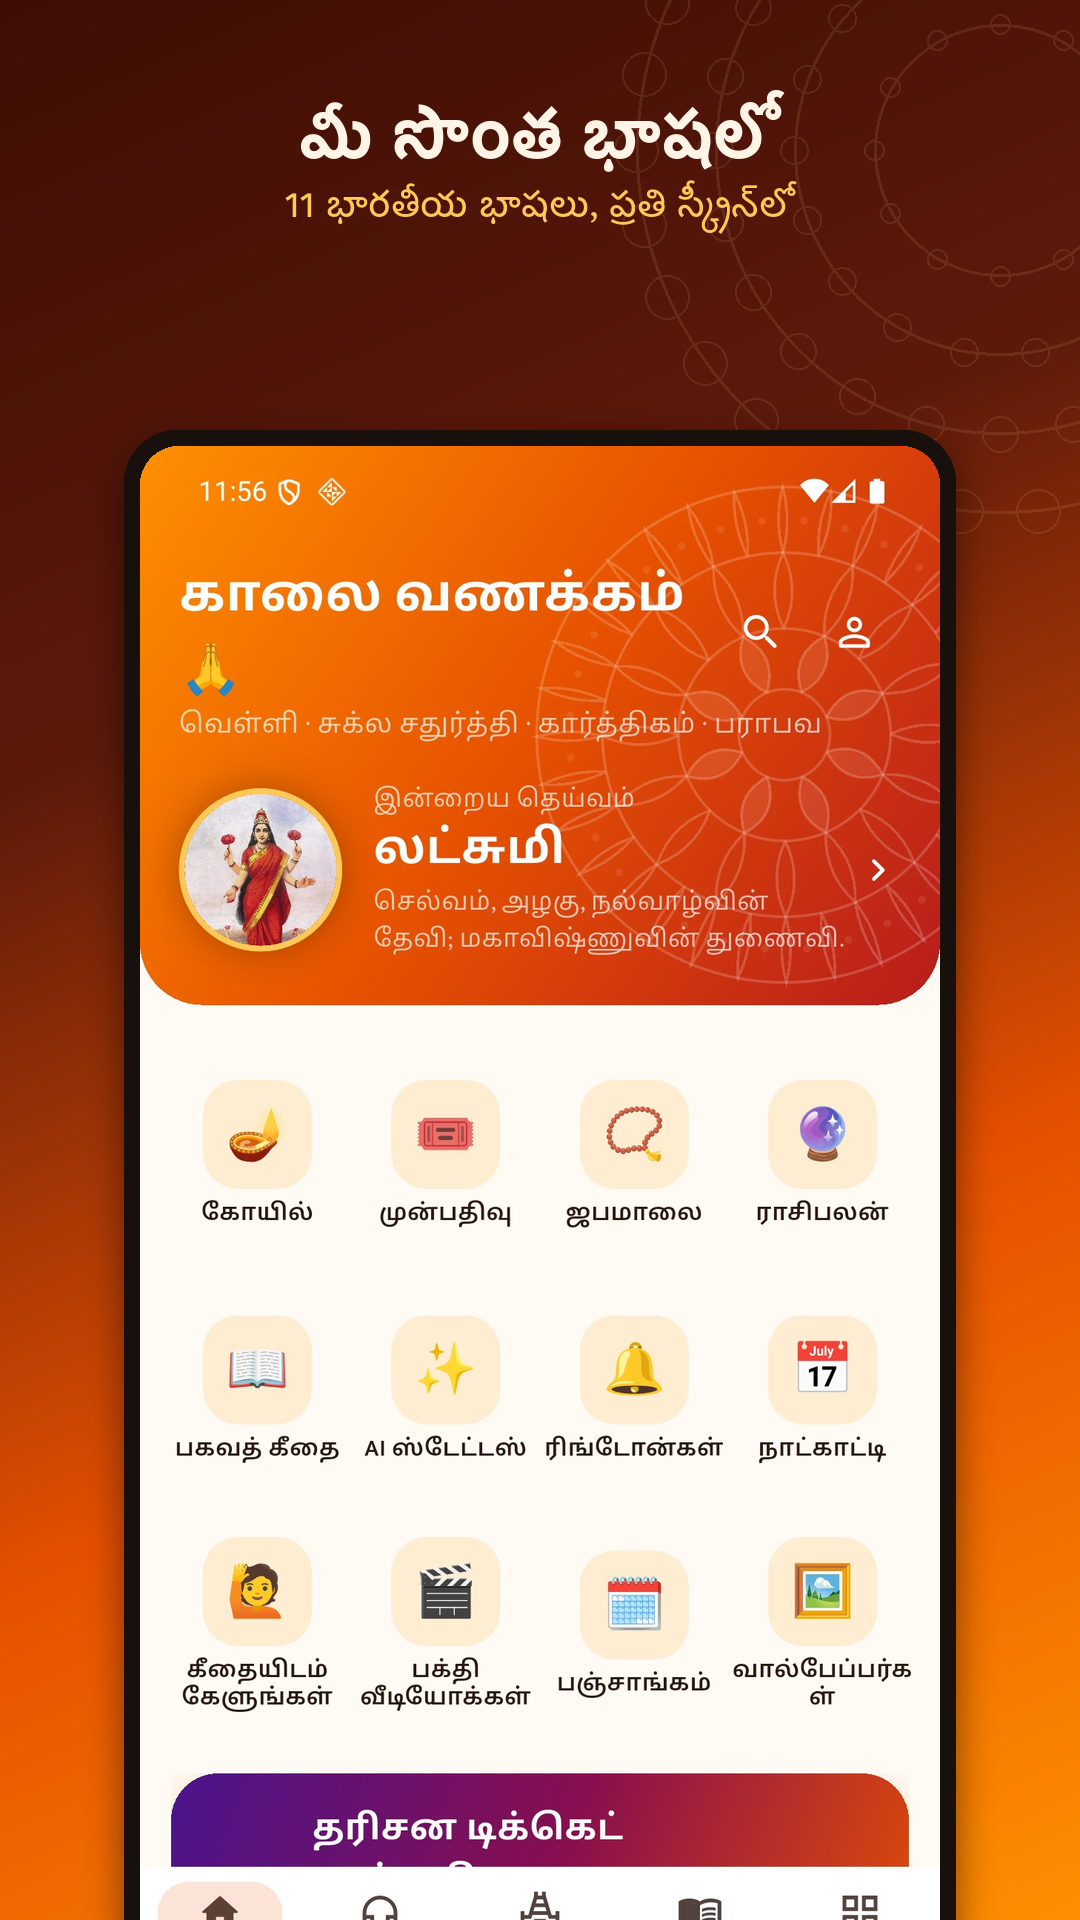 మీ సొంత భాషలో
11 భారతీయ భాషలు, ప్రతి స్క్రీన్‌లో
11:56
காலை வணக்கம்
🙏
வெள்ளி · சுக்ல சதுர்த்தி · கார்த்திகம் · பராபவ
இன்றைய தெய்வம்
லட்சுமி
செல்வம், அழகு, நல்வாழ்வின்
தேவி; மகாவிஷ்ணுவின் துணைவி.
கோயில்
முன்பதிவு
ஜபமாலை
ராசிபலன்
July
17
பகவத் கீதை
AI ஸ்டேட்டஸ்
ரிங்டோன்கள்
நாட்காட்டி
கீதையிடம்
கேளுங்கள்
பக்தி
வீடியோக்கள்
பஞ்சாங்கம்
வால்பேப்பர்க
ள்
தரிசன டிக்கெட்